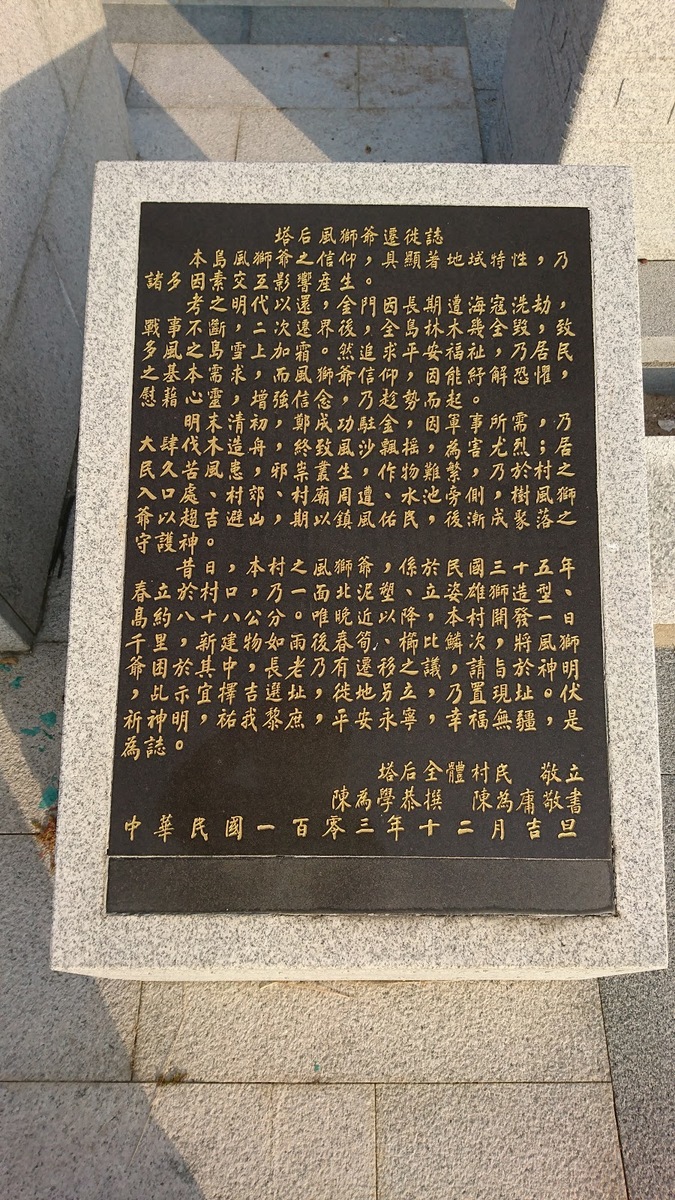 塔后風獅爺遷徙誌
本島風獅爺之信仰,具顯著地域特性,乃
諸多因素交互影響產生。
考之明代以還,金門因長期遭海寇洗劫,
戰事不斷,二次遷界,後全島林木幾全毀,致
多風之島雪上加霜。然追求平安福祉乃居民
之基本需求,而風獅爺信仰因而能紓解恐懼,
慰藉心靈,增強信念,乃趁勢而起。
明末清初,鄭成功駐金,因軍事所需,乃
大肆伐木造舟,終致風沙飄搖,為害尤烈;居
民久苦風患,邪祟叢生,作物難繁,乃於村之
入口處、村郊、村廟周遭、水池旁側樹風獅
爺以趨吉避凶,期以鎮風佑民,後漸成聚落之
守護神。
昔日,本村之風獅爺,係於民國三十五年
春立於村口,乃一面北泥塑立姿雄獅造型、
高約八十八公分。唯晚近以降,本村開發一日
千里,新建物如雨後春筍,櫛比鱗次,將風獅
爺因於其中,長老乃有遷移之議,請旨於神明
,乩示宜擇吉選址徙地另立,乃置現址。伏
祈神明祐我黎庶,平安永寧,幸福無疆,是
為誌。
塔后全體村民 敬立
陳為學恭撰 陳為庸敬書
中華民國一百零三年十二月吉旦